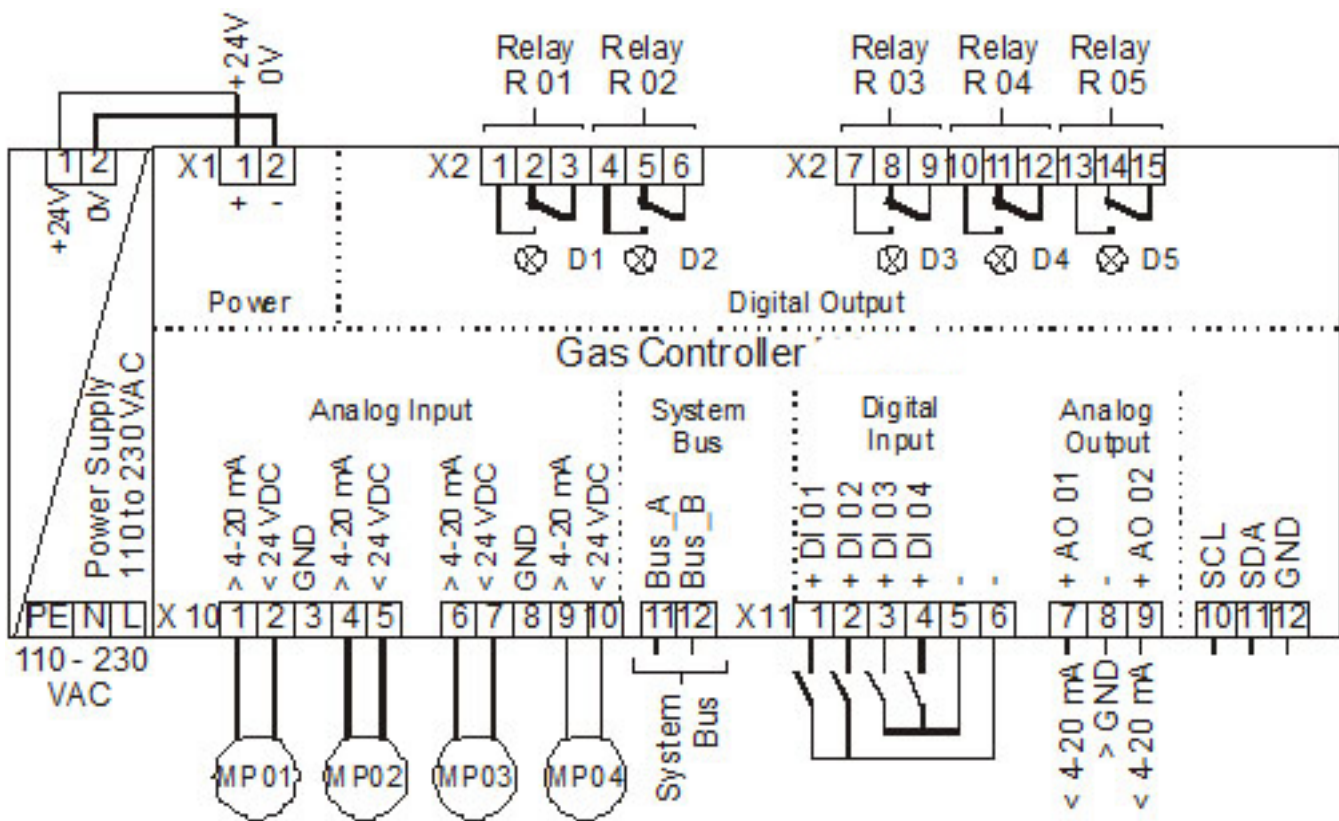 +24V
0V
Relay R 01
Relay R 02
Relay R 03
Relay R 04
Relay R 05
1 2
X1 1 2
X2 1 2 3 4 5 6
X2 7 8 9 10 11 12 13 14 15
+24V
0V
+ -
D1
D2
D3
D4
D5
Power
Digital Output
Gas Controller
Power Supply
110 to 230 VAC
Analog Input
System
Bus
Digital
Input
Analog
Output
> 4-20 mA
< 24 VDC
GND
> 4-20 mA
< 24 VDC
> 4-20 mA
< 24 VDC
GND
> 4-20 mA
< 24 VDC
Bus_A
Bus_B
+ DI 01
+ DI 02
+ DI 03
+ DI 04
-
-
+ AO 01
-
+ AO 02
SCL
SDA
GND
PE N L
X10 1 2 3 4 5 6 7 8 9 10 11 12
X11 1 2 3 4 5 6 7 8 9 10 11 12
110 - 230
VAC
MP01
MP02
MP03
MP04
System
Bus
< 4-20 mA
> GND
< 4-20 mA